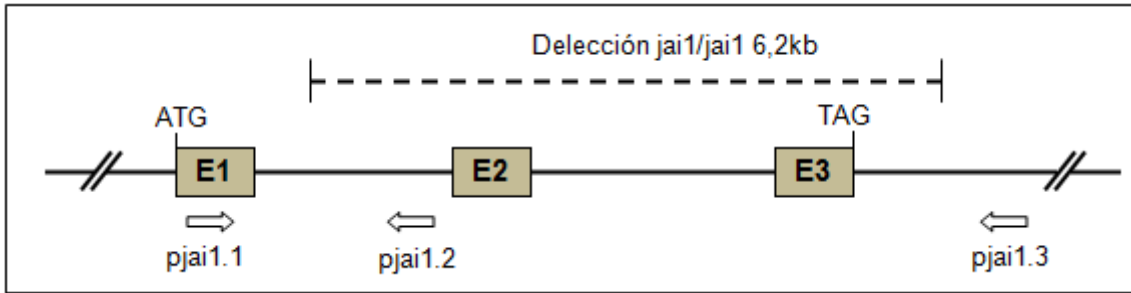 Delección jai1/jai1 6,2kb
ATG
TAG
E1
E2
E3
pjai1.1
pjai1.2
pjai1.3